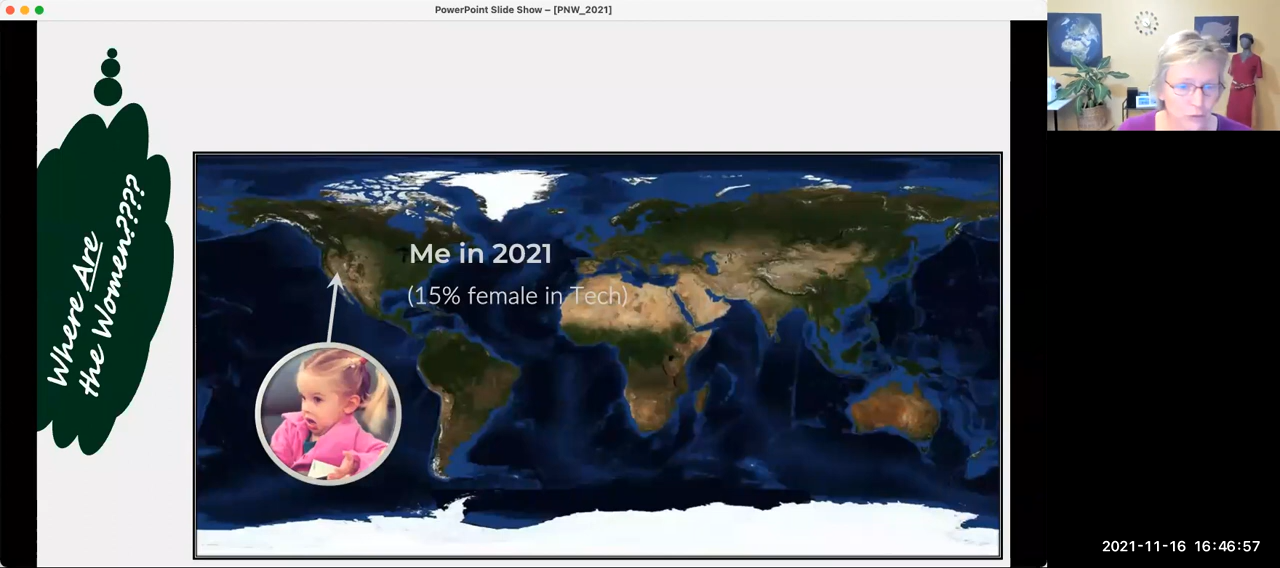 PowerPoint Slide Show – [PNW_2021]
Where Are
the Women????
Me in 2021
(15% female in Tech)
2021-11-16 16:46:57